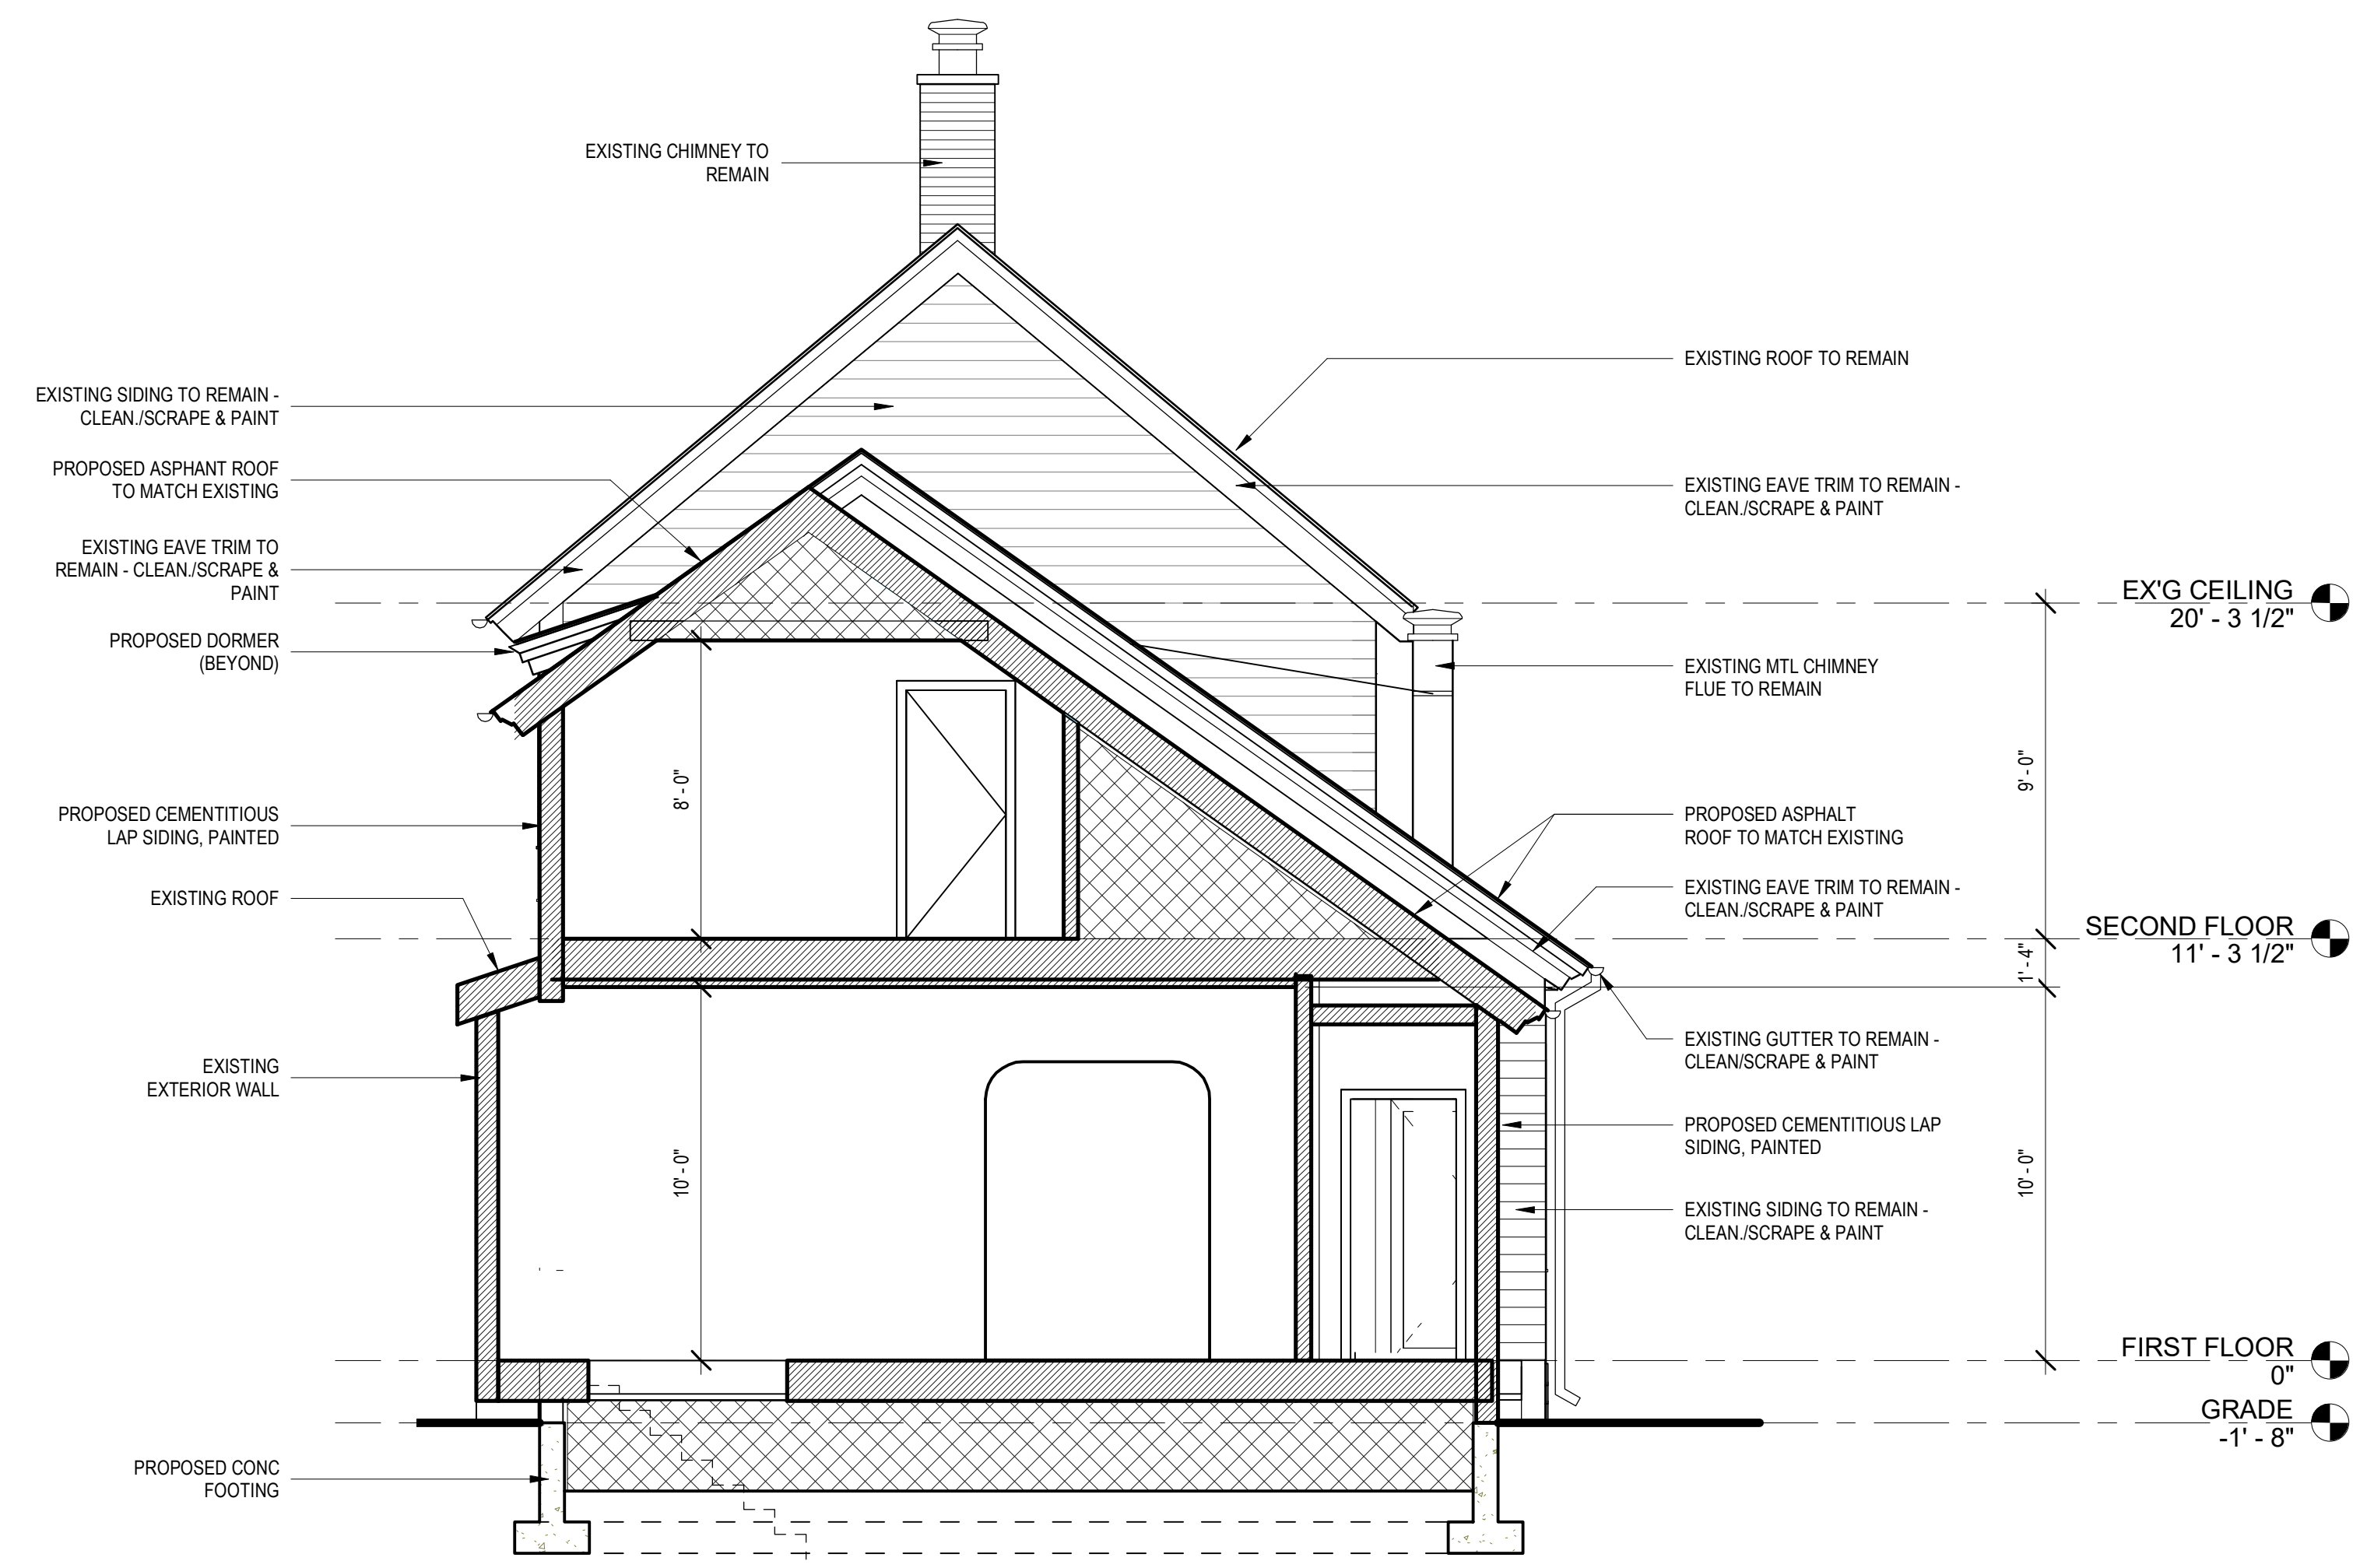 EXISTING CHIMNEY TO
REMAIN
EXISTING SIDING TO REMAIN -
CLEAN./SCRAPE & PAINT
PROPOSED ASPHANT ROOF
TO MATCH EXISTING
EXISTING EAVE TRIM TO
REMAIN - CLEAN./SCRAPE &
PAINT
PROPOSED DORMER
(BEYOND)
PROPOSED CEMENTITIOUS
LAP SIDING, PAINTED
EXISTING ROOF
EXISTING
EXTERIOR WALL
PROPOSED CONC
FOOTING
8' - 0"
10' - 0"
EXISTING ROOF TO REMAIN
EXISTING EAVE TRIM TO REMAIN -
CLEAN./SCRAPE & PAINT
EXISTING MTL CHIMNEY
FLUE TO REMAIN
PROPOSED ASPHALT
ROOF TO MATCH EXISTING
EXISTING EAVE TRIM TO REMAIN -
CLEAN./SCRAPE & PAINT
EXISTING GUTTER TO REMAIN -
CLEAN/SCRAPE & PAINT
PROPOSED CEMENTITIOUS LAP
SIDING, PAINTED
EXISTING SIDING TO REMAIN -
CLEAN./SCRAPE & PAINT
9' - 0"
1' - 4"
10' - 0"
EX'G CEILING
20' - 3 1/2"
SECOND FLOOR
11' - 3 1/2"
FIRST FLOOR
0"
GRADE
-1' - 8"